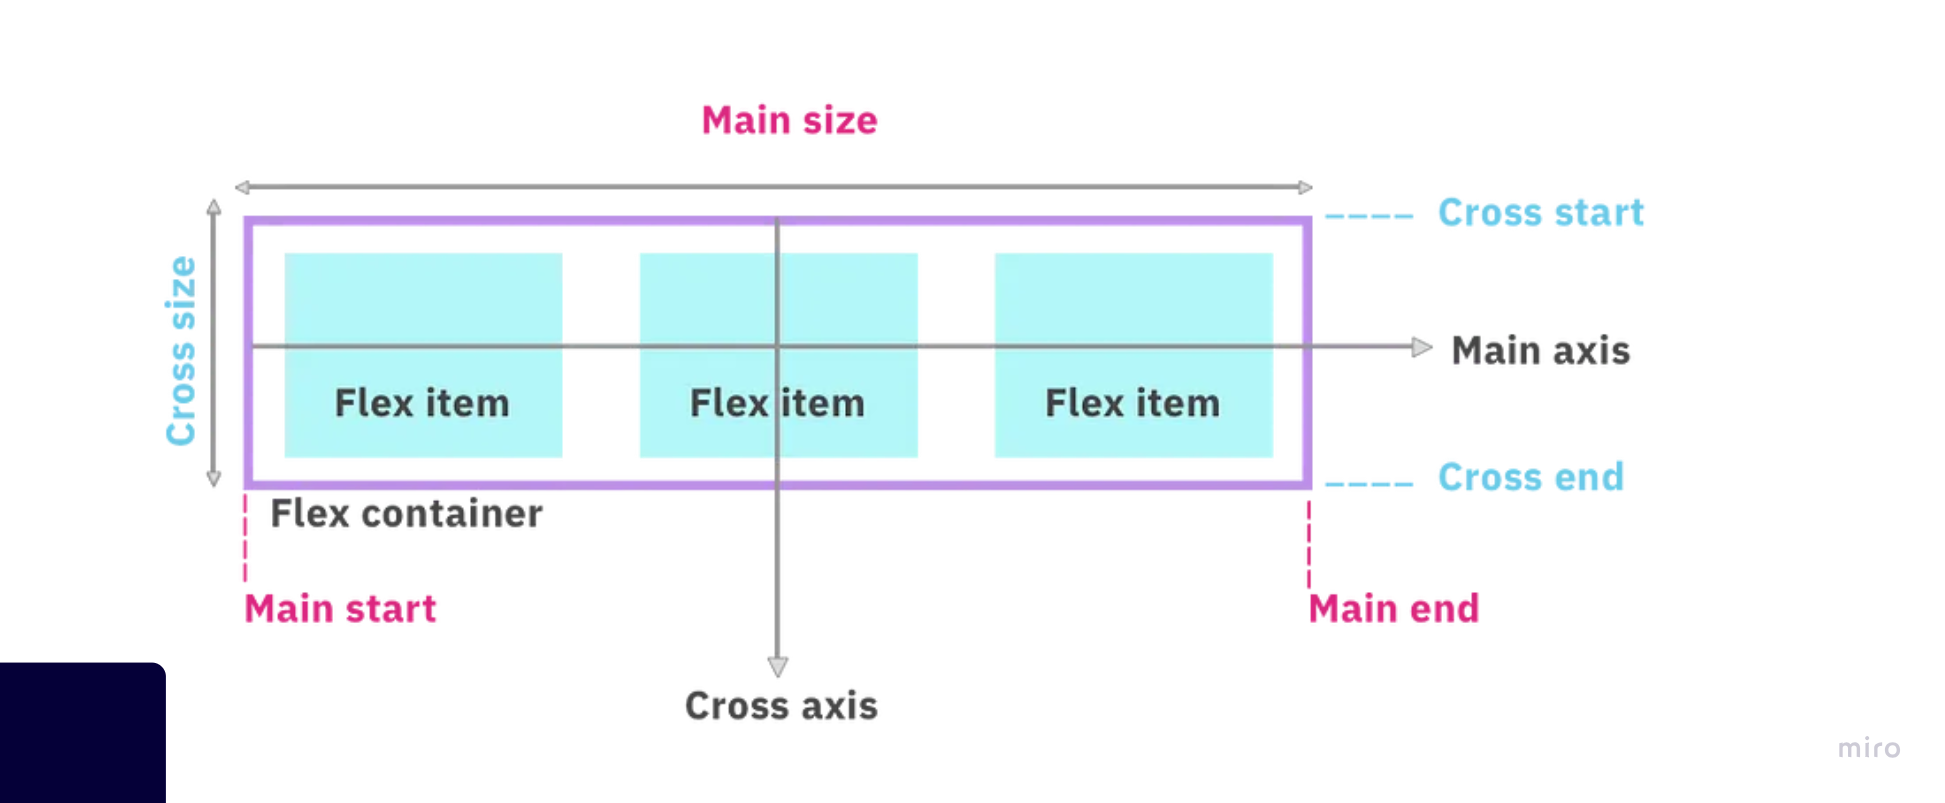 Main size
Cross start
Cross size
Main axis
Flex item
Flex item
Flex item
Cross end
Flex container
Main start
Main end
Cross axis
miro